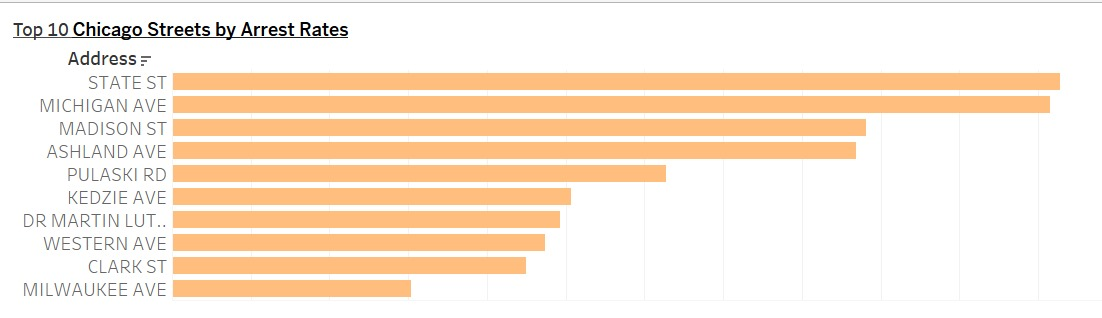 Top 10 Chicago Streets by Arrest Rates
Address
STATE ST
MICHIGAN AVE
MADISON ST
ASHLAND AVE
PULASKI RD
KEDZIE AVE
DR MARTIN LUT..
WESTERN AVE
CLARK ST
MILWAUKEE AVE